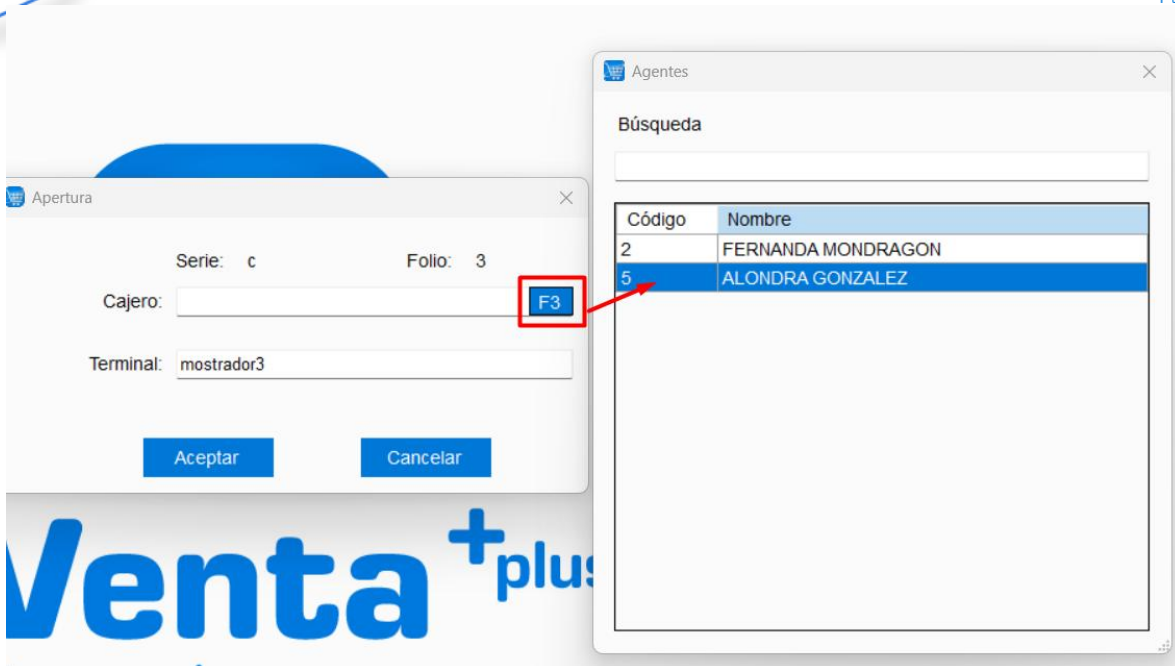 Apertura
Serie: c Folio: 3
Cajero: F3
Terminal: mostrador3
Aceptar Cancelar
Venta +plus
Agentes
Búsqueda
Código Nombre
2 FERNANDA MONDRAGON
5 ALONDRA GONZALEZ